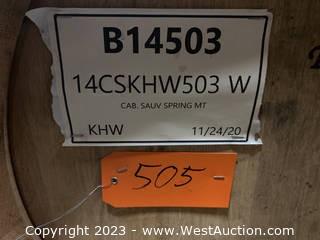 B14503
14CSKHW503 W
CAB. SAUV SPRING MT
KHW 11/24/20
505
Copyright © 2023 - www.WestAuction.com